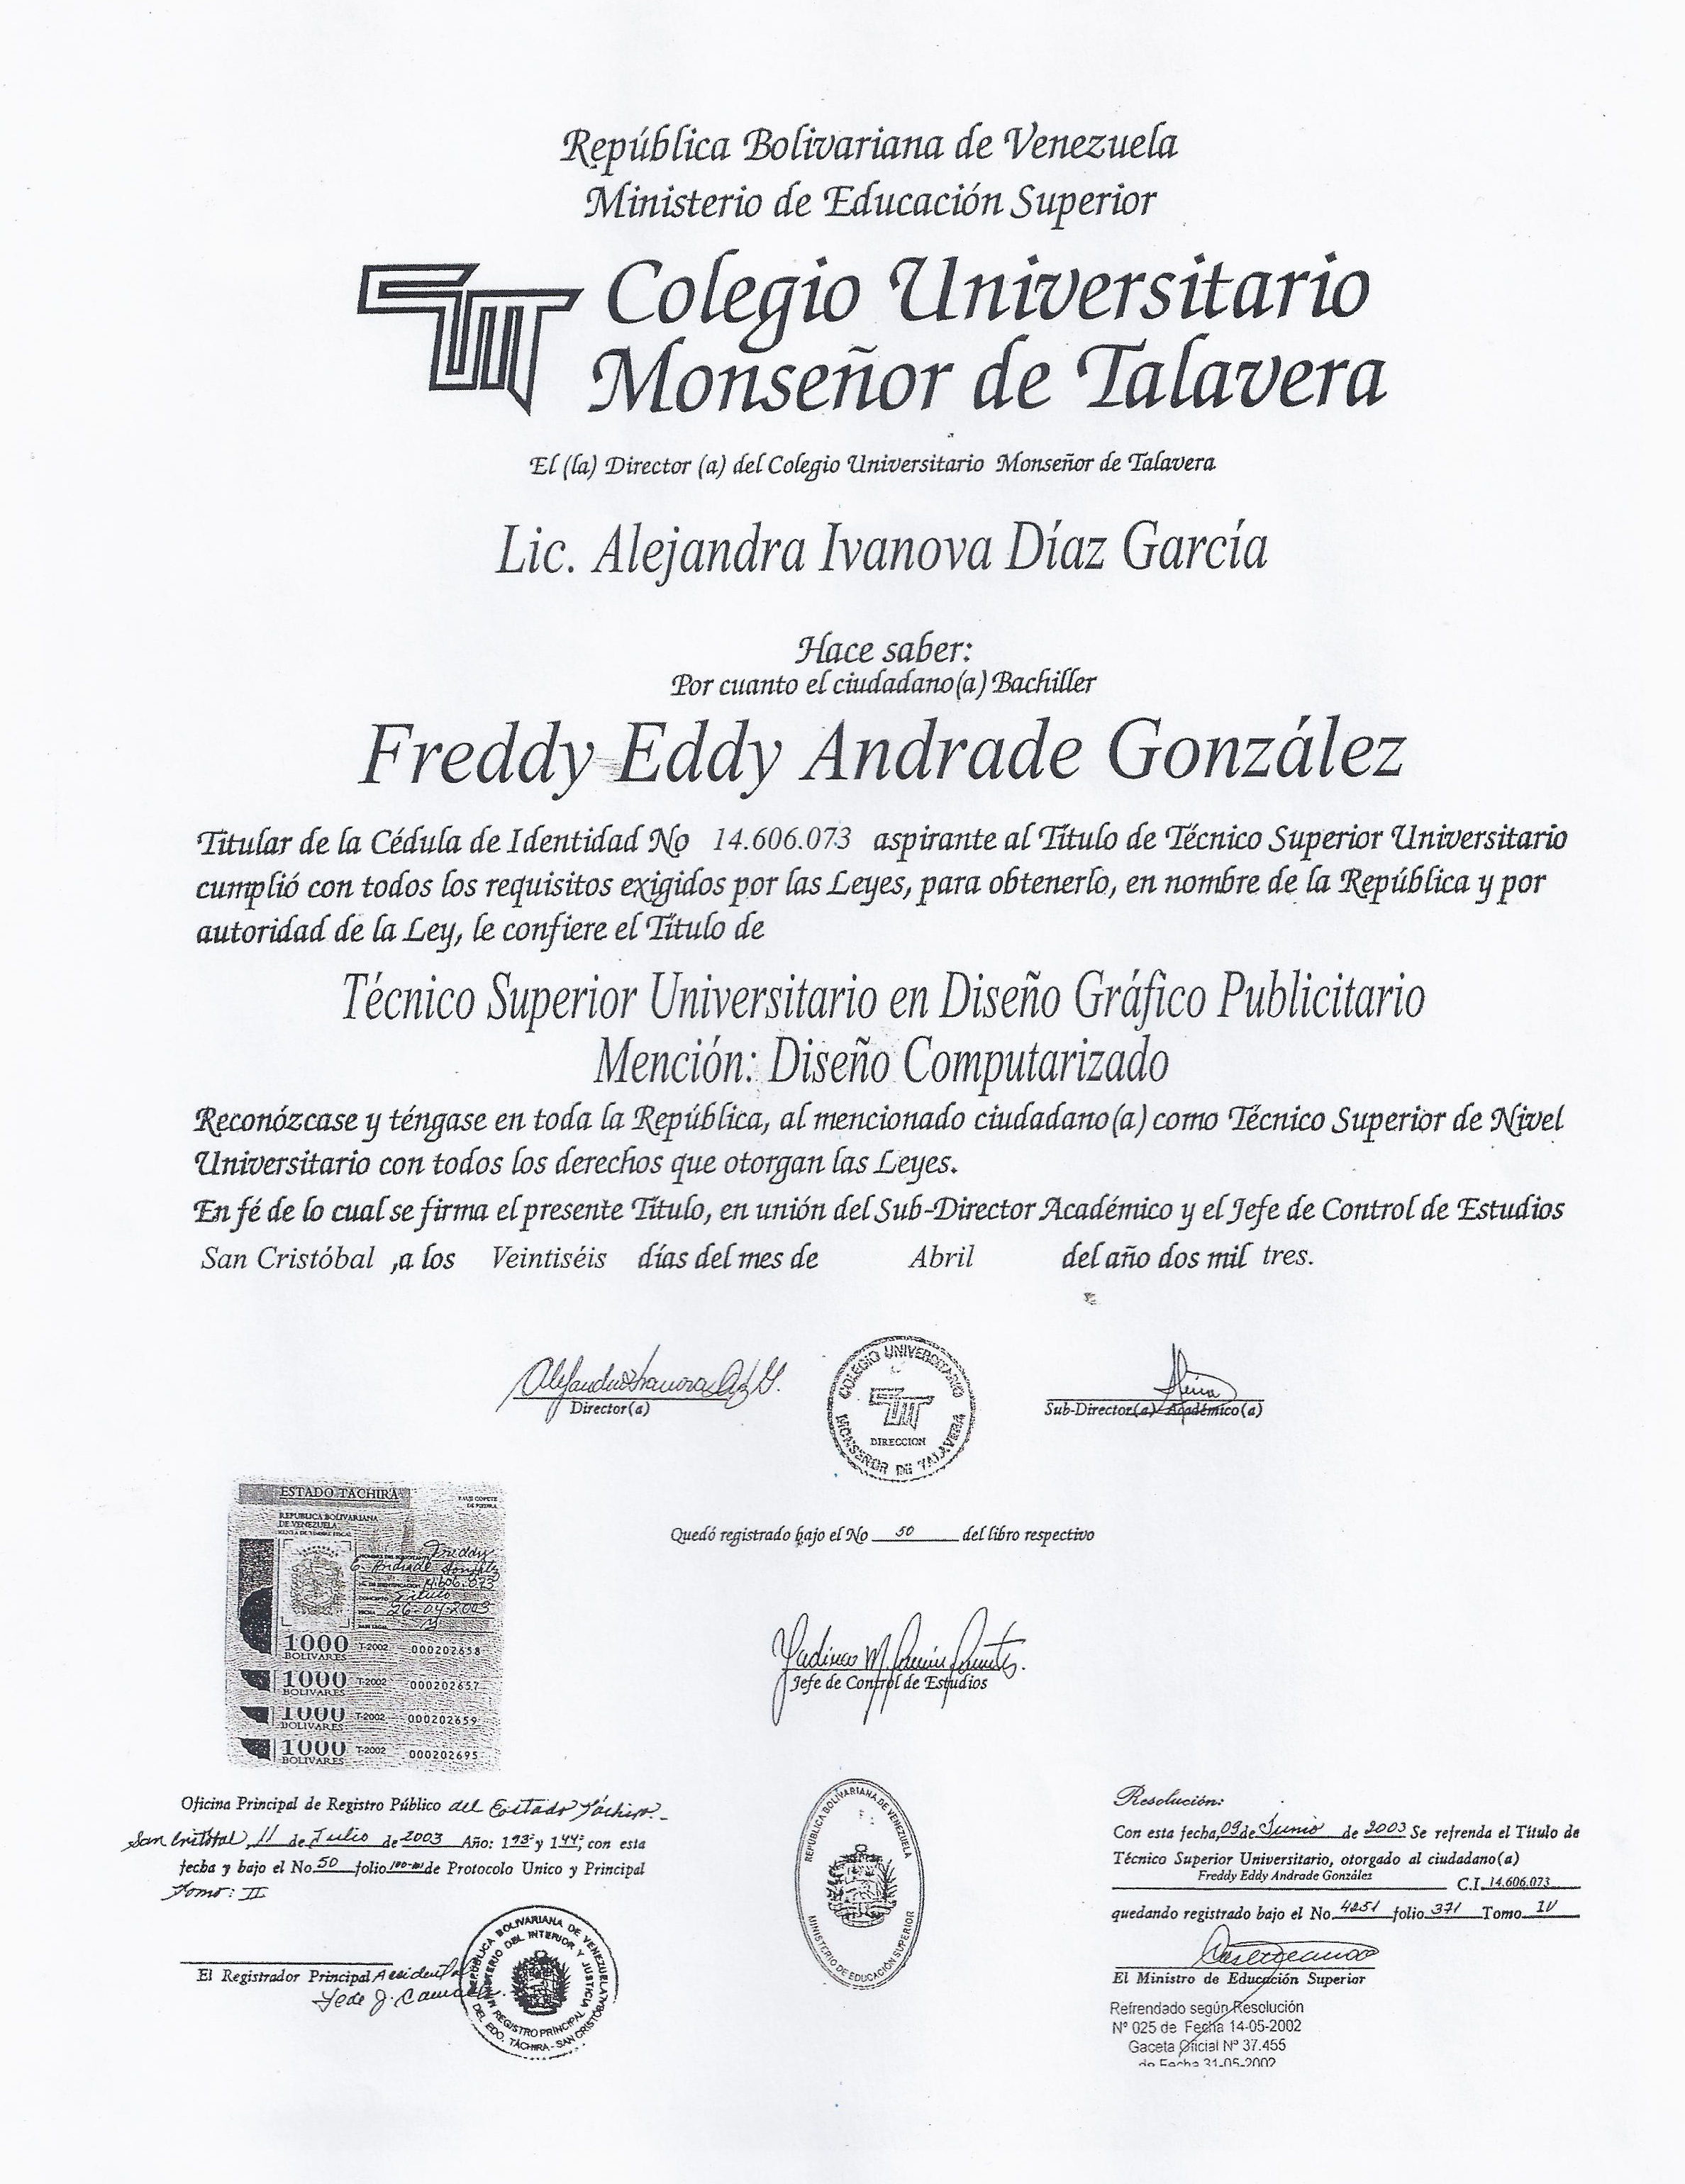 República Bolivariana de Venezuela
Ministerio de Educación Superior
Colegio Universitario
Monseñor de Talavera
El (la) Director (a) del Colegio Universitario Monseñor de Talavera
Lic. Alejandra Ivanova Díaz García
Hace saber:
Por cuanto el ciudadano(a) Bachiller
Freddy Eddy Andrade González
Titular de la Cédula de Identidad No 14.606.073 aspirante al Título de Técnico Superior Universitario
cumplió con todos los requisitos exigidos por las Leyes, para obtenerlo, en nombre de la República y por
autoridad de la Ley, le confiere el Título de
Técnico Superior Universitario en Diseño Gráfico Publicitario
Mención: Diseño Computarizado
Reconózcase y téngase en toda la República, al mencionado ciudadano(a) como Técnico Superior de Nivel
Universitario con todos los derechos que otorgan las Leyes.
En fé de lo cual se firma el presente Título, en unión del Sub-Director Académico y el Jefe de Control de Estudios
San Cristóbal ,a los Veintiséis días del mes de Abril del año dos mil tres.
Director(a)
COLEGIO UNIVERSITARIO
MONSEÑOR DE TALAVERA
DIRECCION
Sub-Director(a) Académico(a)
ESTADO TACHIRA
REPUBLICA BOLIVARIANA
DE VENEZUELA
Freddy
E. Andrade González
14.606.073
Título
26-04-2003
1000 BOLIVARES T-2002 000202658
1000 BOLIVARES T-2002 000202657
1000 BOLIVARES T-2002 000202659
1000 BOLIVARES T-2002 000202695
Quedó registrado bajo el No 50 del libro respectivo
Jefe de Control de Estudios
Oficina Principal de Registro Público del Estado Táchira.-
San Cristóbal, 11 de Julio de 2003 Año: 193º y 144º, con esta
fecha y bajo el No. 50 folio de Protocolo Unico y Principal
Tomo: II
El Registrador Principal Accidental
REPÚBLICA BOLIVARIANA DE VENEZUELA
MINISTERIO DEL INTERIOR Y JUSTICIA
REGISTRO PRINCIPAL
DEL EDO. TÁCHIRA - SAN CRISTÓBAL
REPÚBLICA BOLIVARIANA DE VENEZUELA
MINISTERIO DE EDUCACIÓN SUPERIOR
Resolución:
Con esta fecha, 09 de Junio de 2003 Se refrenda el Título de
Técnico Superior Universitario, otorgado al ciudadano(a)
Freddy Eddy Andrade González C.I. 14.606.073
quedando registrado bajo el No. 4251 folio 371 Tomo IV
El Ministro de Educación Superior
Refrendado según Resolución
Nº 025 de Fecha 14-05-2002
Gaceta Oficial Nº 37.455
de Fecha 31-05-2002